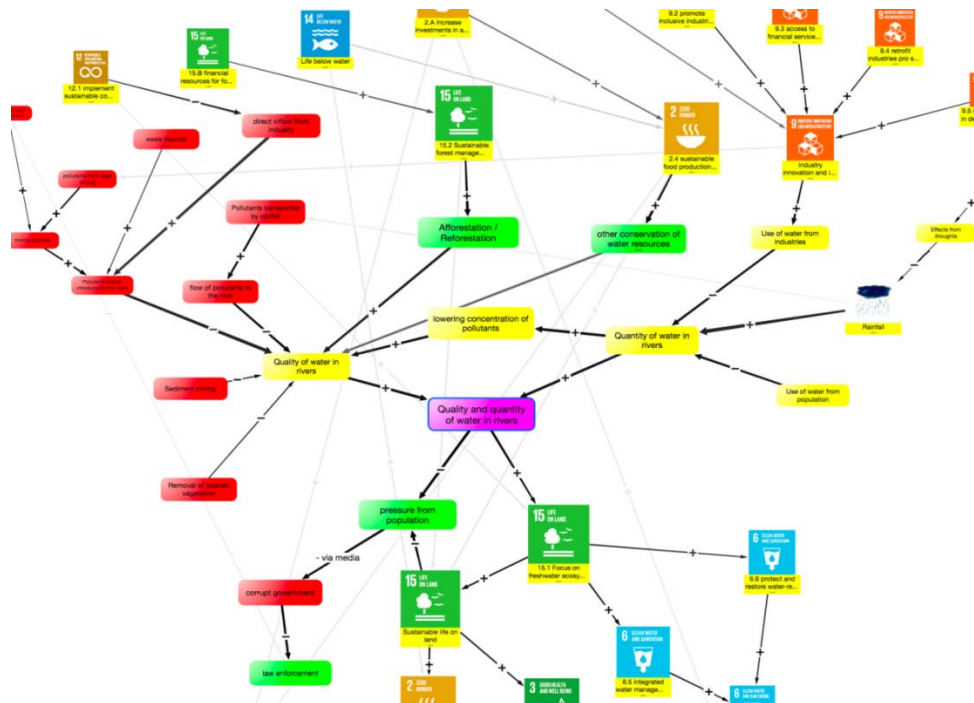 12
12.1 implement
sustainable co...
15 LIFE
ON LAND
15.B financial
resources for fo...
14 LIFE
BELOW WATER
Life below water
2.A Increase
investments in a...
9.2 promote
inclusive industri...
9.3 access to
financial service...
9
9.4 retrofit
industries pro s...
9.5
in de
direct inflow from
industry
15 LIFE
ON LAND
15.2 Sustainable
forest manage...
2 ZERO
HUNGER
2.4 sustainable
food production...
9 INDUSTRY, INNOVATION
AND INFRASTRUCTURE
Industry
innovation and i...
Pollutants transported
by rainfall
Afforestation /
Reforestation
other conservation of
water resources
Use of water from
industries
Effects from
droughts
flow of pollutants to
the river
Rainfall
lowering concentration of
pollutants
Quantity of water in
rivers
Quality of water in
rivers
Sediment mining
Use of water from
population
Quality and quantity
of water in rivers
Removal of riparian
vegetation
pressure from
population
15 LIFE
ON LAND
15.1 Focus on
freshwater ecosy...
6 CLEAN WATER
AND SANITATION
6.6 protect and
restore water-re...
- via media
corrupt government
15 LIFE
ON LAND
Sustainable life on
land
6 CLEAN WATER
AND SANITATION
6.5 integrated
water manage...
law enforcement
2 ZERO
HUNGER
3 GOOD HEALTH
AND WELL-BEING
6 CLEAN WATER
AND SANITATION